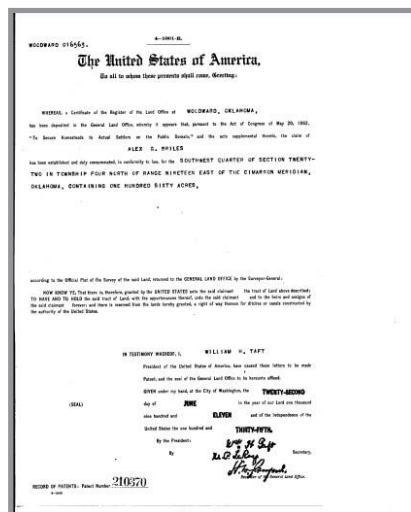 4-1001-R.
WOODWARD 016565.
The United States of America,
To all to whom these presents shall come, Greeting:
WHEREAS, a Certificate of the Register of the Land Office at WOODWARD, OKLAHOMA,
has been deposited in the General Land Office, whereby it appears that, pursuant to the Act of Congress of May 20, 1862,
"To Secure Homesteads to Actual Settlers on the Public Domain," and the acts supplemental thereto, the claim of
ALEX C. SHILES
has been established and duly consummated, in conformity to law, for the SOUTHWEST QUARTER OF SECTION TWENTY-
TWO IN TOWNSHIP FOUR NORTH OF RANGE NINETEEN EAST OF THE CIMARRON MERIDIAN,
OKLAHOMA, CONTAINING ONE HUNDRED SIXTY ACRES,
according to the Official Plat of the Survey of the said Land, returned to the GENERAL LAND OFFICE by the Surveyor-General:
NOW KNOW YE, That there is, therefore, granted by the UNITED STATES unto the said claimant the tract of Land above described;
TO HAVE AND TO HOLD the said tract of Land, with the appurtenances thereof, unto the said claimant and to the heirs and assigns of
the said claimant forever; and there is reserved from the lands hereby granted, a right of way thereon for ditches or canals constructed by
the authority of the United States.
IN TESTIMONY WHEREOF, I, WILLIAM H. TAFT
President of the United States of America, have caused these letters to be made
Patent, and the seal of the General Land Office to be hereunto affixed.
GIVEN under my hand, at the City of Washington, the TWENTY-SECOND
(SEAL) day of JUNE in the year of our Lord one thousand
nine hundred and ELEVEN and of the Independence of the
United States the one hundred and THIRTY-FIFTH.
By the President: Wm H Taft
By M. P. LeRoy Secretary,
of the General Land Office.
RECORD OF PATENTS: Patent Number 210370